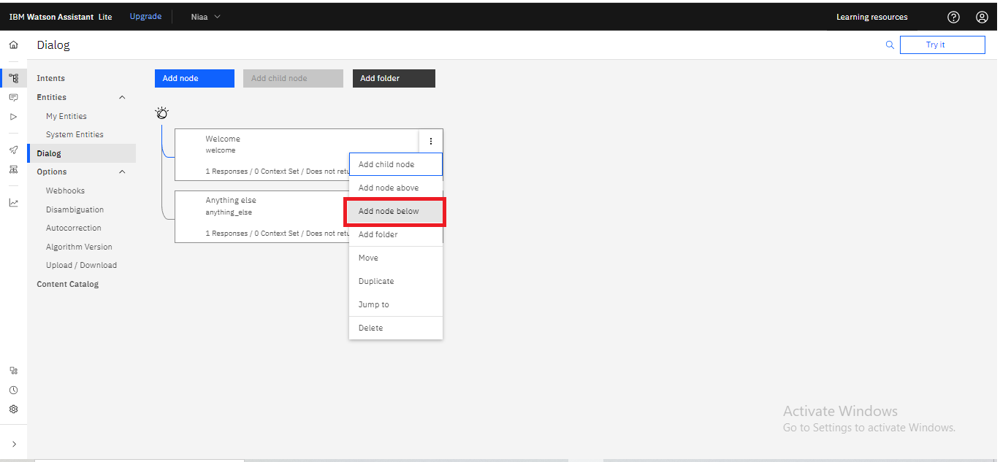 IBM Watson Assistant Lite Upgrade Niaa Learning resources
Dialog Try it
Intents
Entities
My Entities
System Entities
Dialog
Options
Webhooks
Disambiguation
Autocorrection
Algorithm Version
Upload / Download
Content Catalog
Add node Add child node Add folder
Welcome
welcome
1 Responses / 0 Context Set / Does not retu
Anything else
anything_else
1 Responses / 0 Context Set / Does not retu
Add child node
Add node above
Add node below
Add folder
Move
Duplicate
Jump to
Delete
Activate Windows
Go to Settings to activate Windows.